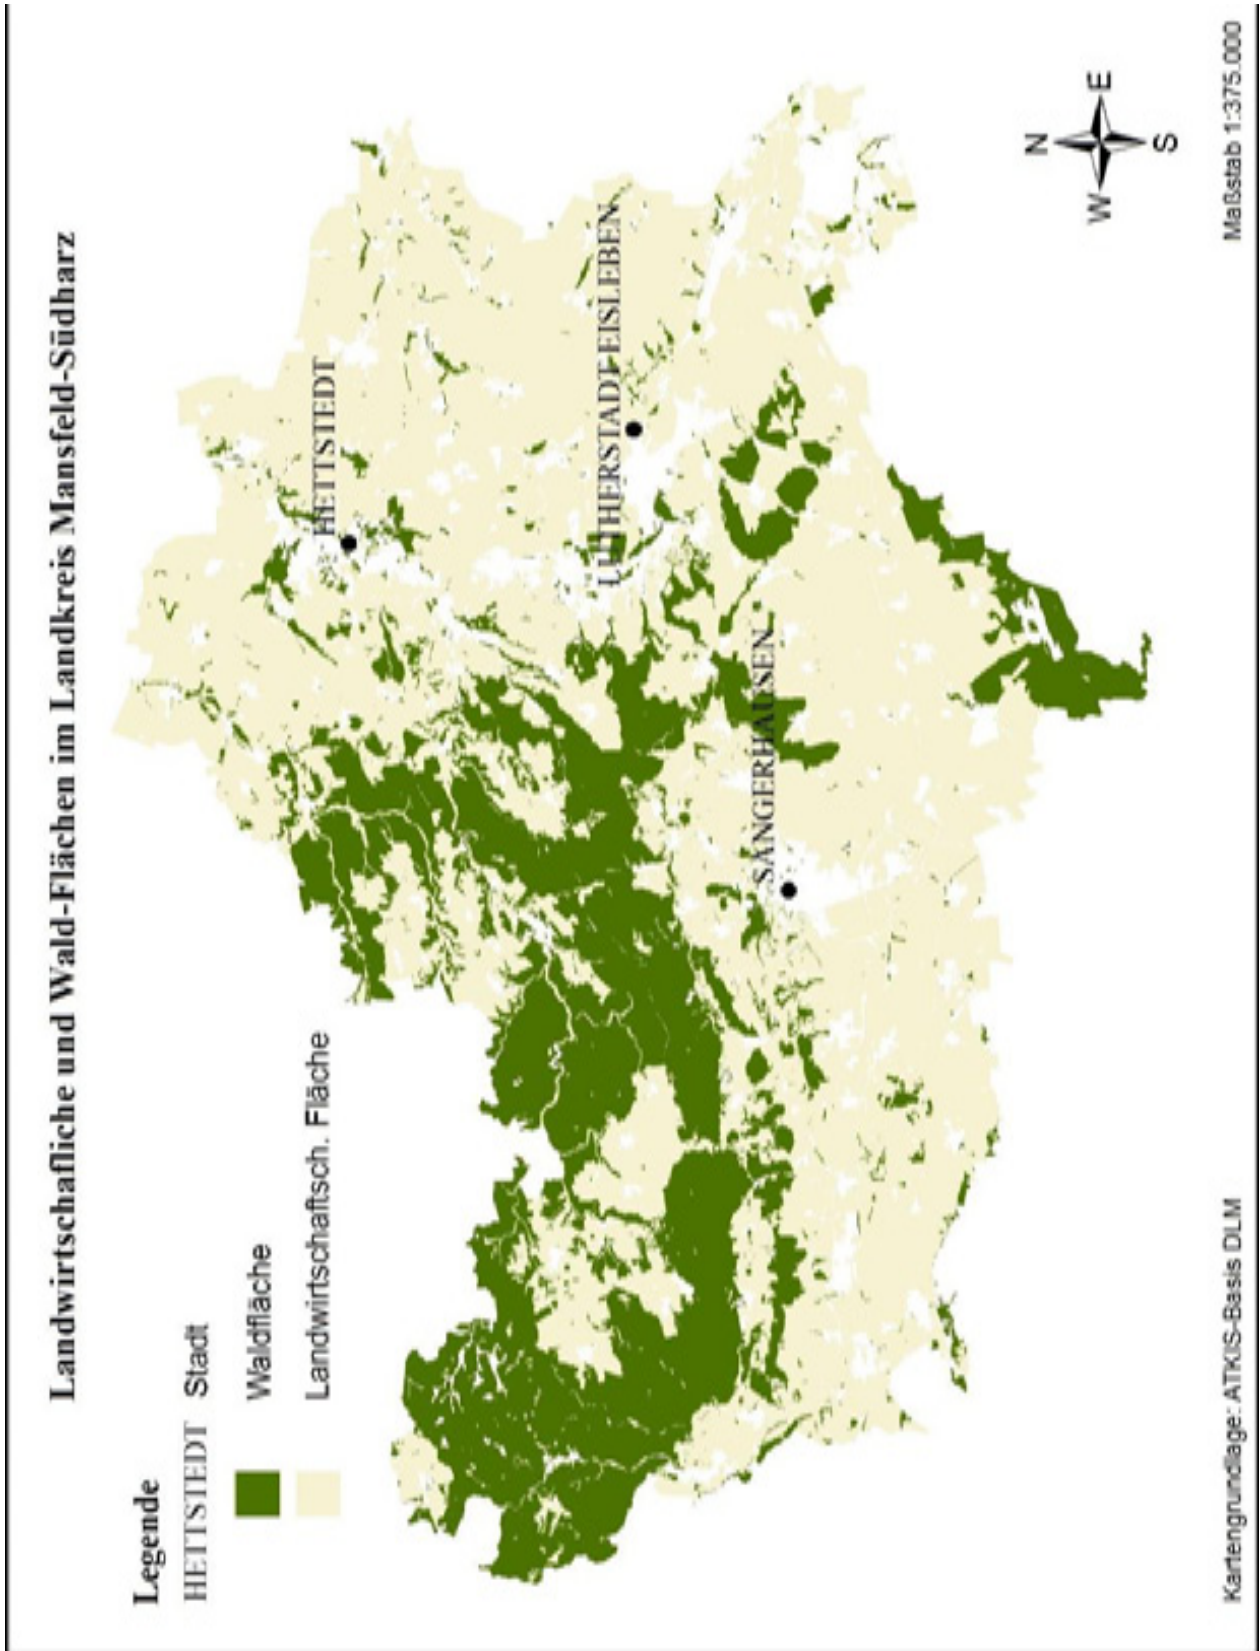 Landwirtschafliche und Wald-Flächen im Landkreis Mansfeld-Südharz
Legende
HETTSTEDT Stadt
Waldfläche
Landwirtschaftsch. Fläche
HETTSTEDT
LUTHERSTADT EISLEBEN
SANGERHAUSEN
N
W E
S
Kartengrundlage: ATKIS-Basis DLM
Maßstab 1:375.000